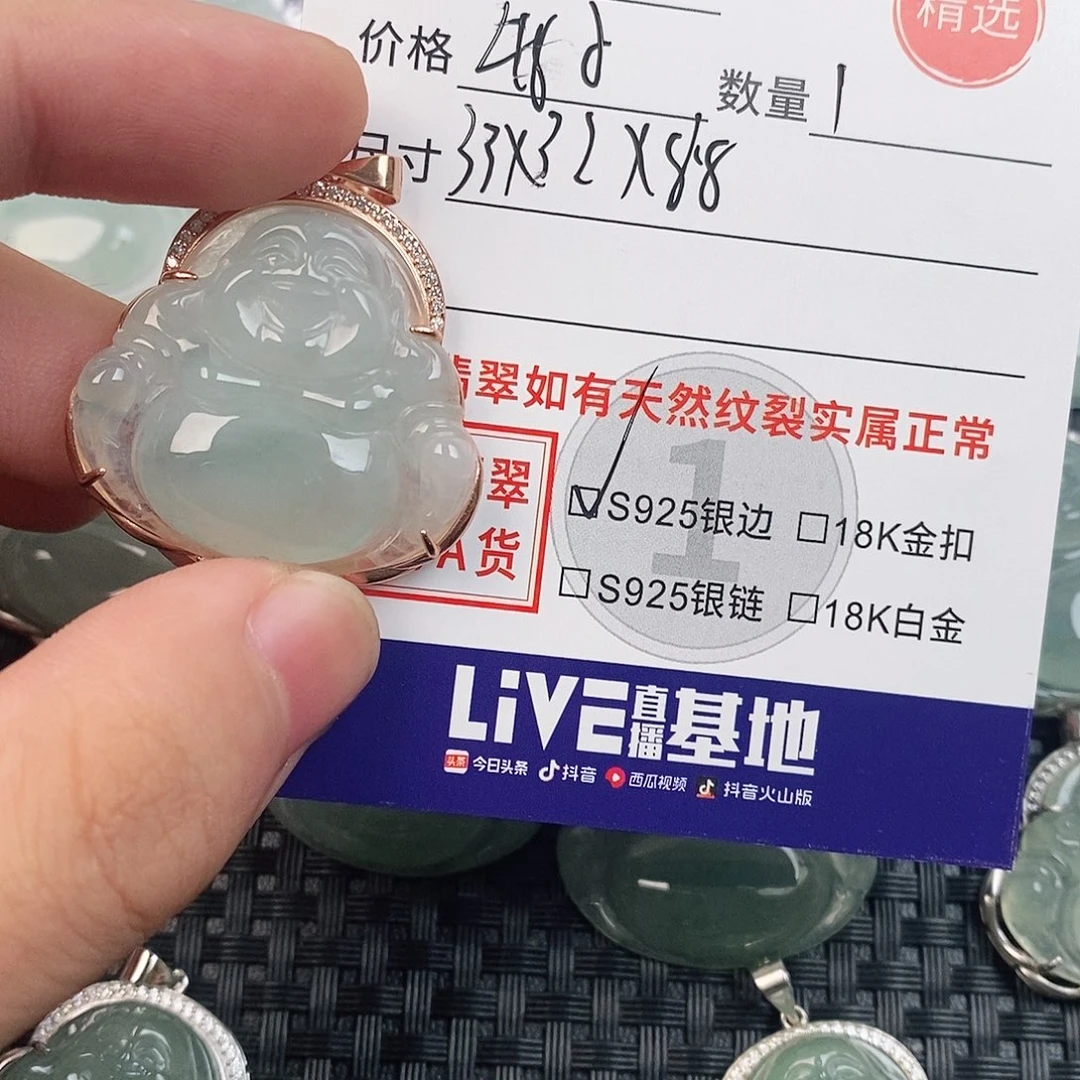 精选
价格
数量 1
寸 33X32X8.8
翠如有天然纹裂实属正常
翠
A货
1
☑S925银边 □18K金扣
□S925银链 □18K白金
LiVE直播基地
头条 今日头条 抖音 西瓜视频 抖音火山版